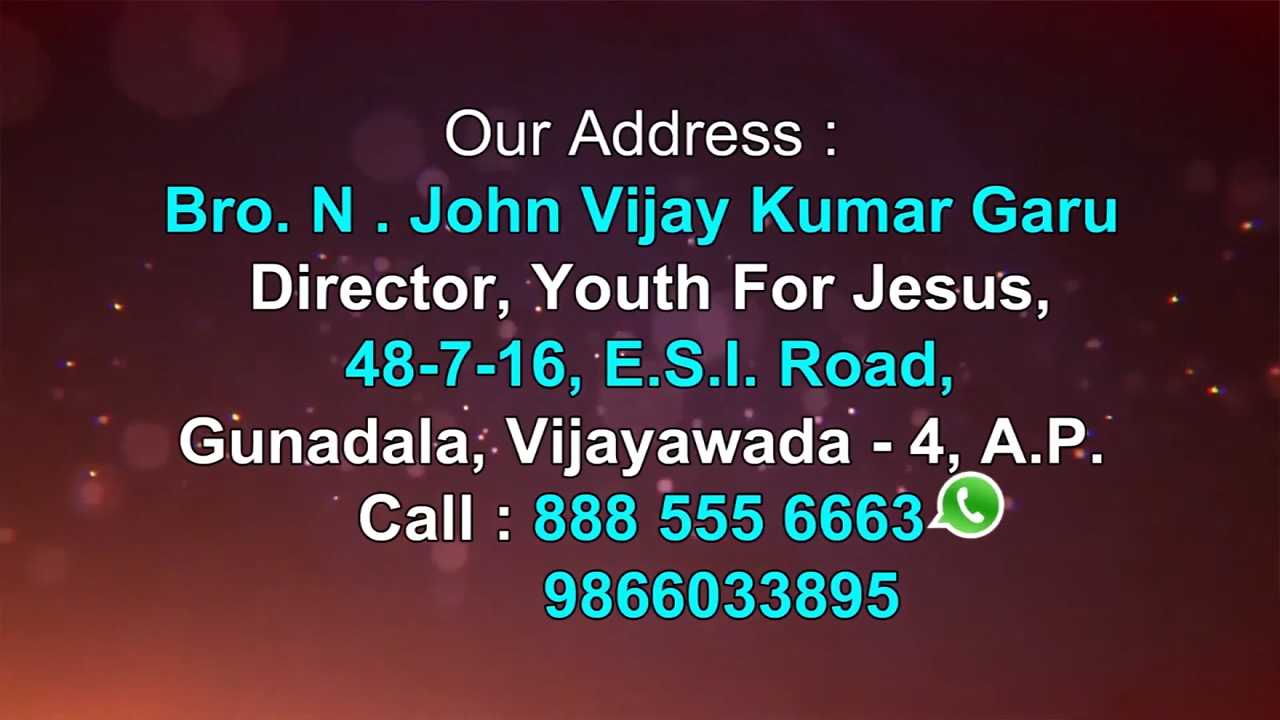 Our Address :
Bro. N . John Vijay Kumar Garu
Director, Youth For Jesus,
48-7-16, E.S.I. Road,
Gunadala, Vijayawada - 4, A.P.
Call : 888 555 6663
9866033895